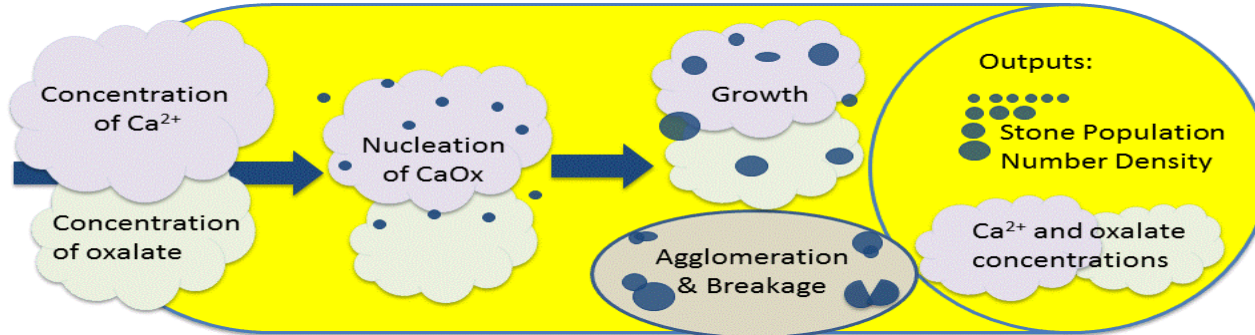 Concentration
of Ca²⁺
Concentration
of oxalate
Nucleation
of CaOx
Growth
Agglomeration
& Breakage
Outputs:
Stone Population
Number Density
Ca²⁺ and oxalate
concentrations